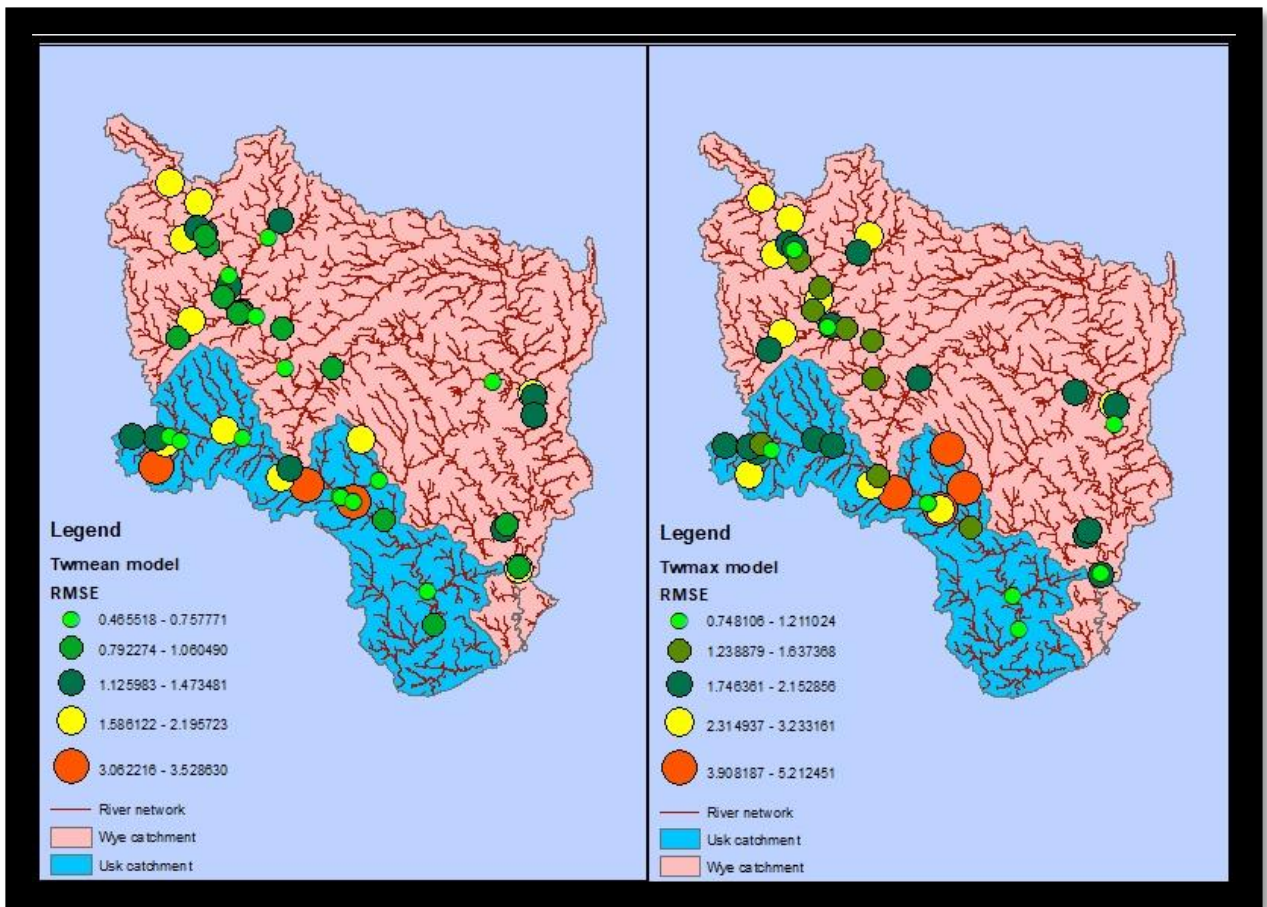 Legend
Twmean model
RMSE
0.465518 - 0.757771
0.792274 - 1.060490
1.125983 - 1.473481
1.586122 - 2.195723
3.062216 - 3.528630
River network
Wye catchment
Usk catchment
Legend
Twmax model
RMSE
0.748106 - 1.211024
1.238879 - 1.637368
1.746361 - 2.152856
2.314937 - 3.233161
3.908187 - 5.212451
River network
Usk catchment
Wye catchment